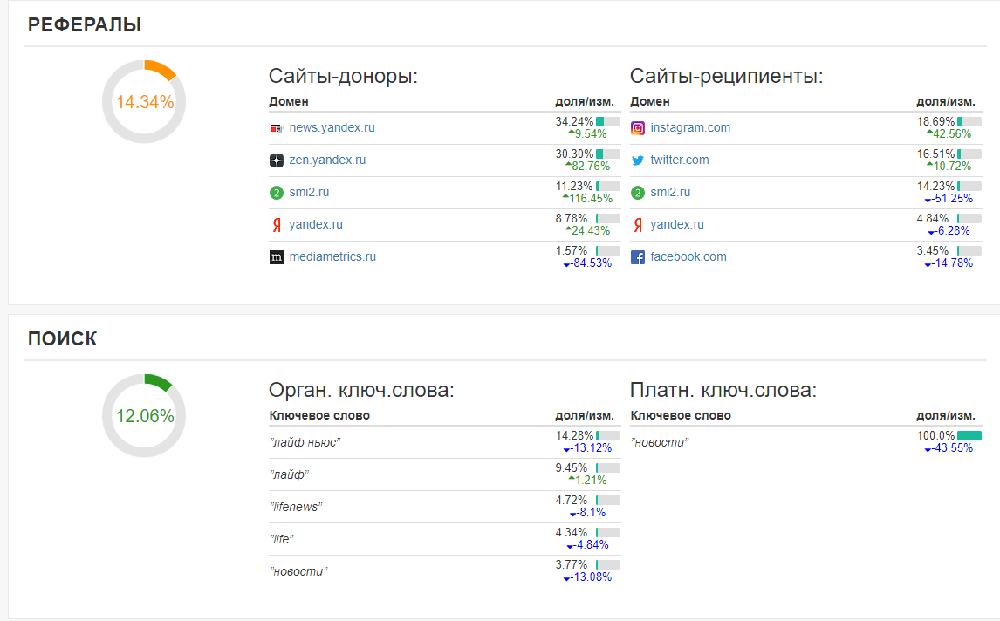 РЕФЕРАЛЫ
14.34%
Сайты-доноры:
Домен доля/изм.
news.yandex.ru 34.24%
9.54%
zen.yandex.ru 30.30%
82.76%
2 smi2.ru 11.23%
116.45%
Я yandex.ru 8.78%
24.43%
m mediametrics.ru 1.57%
-84.53%
Сайты-реципиенты:
Домен доля/изм.
instagram.com 18.69%
42.56%
twitter.com 16.51%
10.72%
2 smi2.ru 14.23%
-51.25%
Я yandex.ru 4.84%
-6.28%
f facebook.com 3.45%
-14.78%
ПОИСК
12.06%
Орган. ключ.слова:
Ключевое слово доля/изм.
"лайф ньюс" 14.28%
-13.12%
"лайф" 9.45%
1.21%
"lifenews" 4.72%
-8.1%
"life" 4.34%
-4.84%
"новости" 3.77%
-13.08%
Платн. ключ.слова:
Ключевое слово доля/изм.
"новости" 100.0%
-43.55%